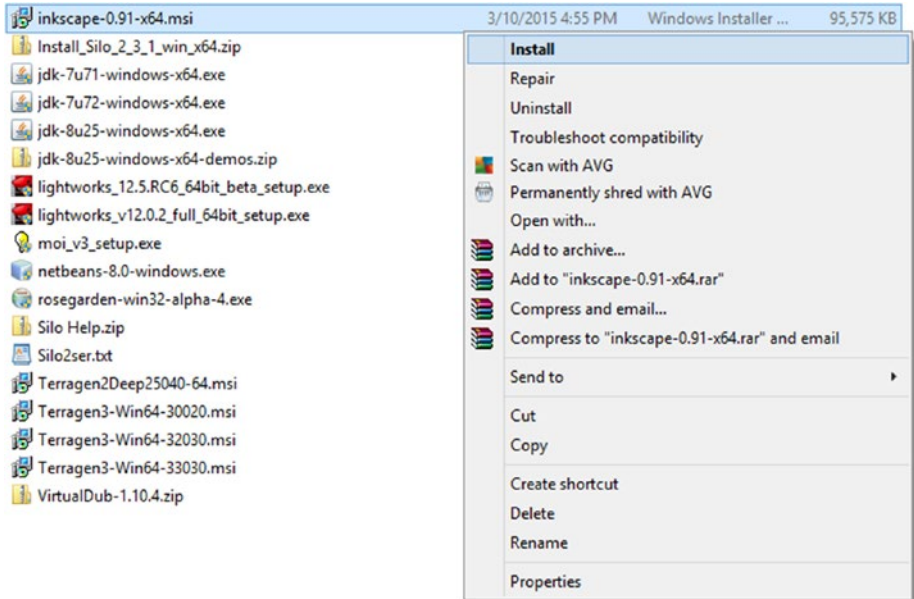 inkscape-0.91-x64.msi 3/10/2015 4:55 PM Windows Installer ... 95,575 KB
Install_Silo_2_3_1_win_x64.zip
jdk-7u71-windows-x64.exe
jdk-7u72-windows-x64.exe
jdk-8u25-windows-x64.exe
jdk-8u25-windows-x64-demos.zip
lightworks_12.5.RC6_64bit_beta_setup.exe
lightworks_v12.0.2_full_64bit_setup.exe
moi_v3_setup.exe
netbeans-8.0-windows.exe
rosegarden-win32-alpha-4.exe
Silo Help.zip
Silo2ser.txt
Terragen2Deep25040-64.msi
Terragen3-Win64-30020.msi
Terragen3-Win64-32030.msi
Terragen3-Win64-33030.msi
VirtualDub-1.10.4.zip
Install
Repair
Uninstall
Troubleshoot compatibility
Scan with AVG
Permanently shred with AVG
Open with...
Add to archive...
Add to "inkscape-0.91-x64.rar"
Compress and email...
Compress to "inkscape-0.91-x64.rar" and email
Send to
Cut
Copy
Create shortcut
Delete
Rename
Properties